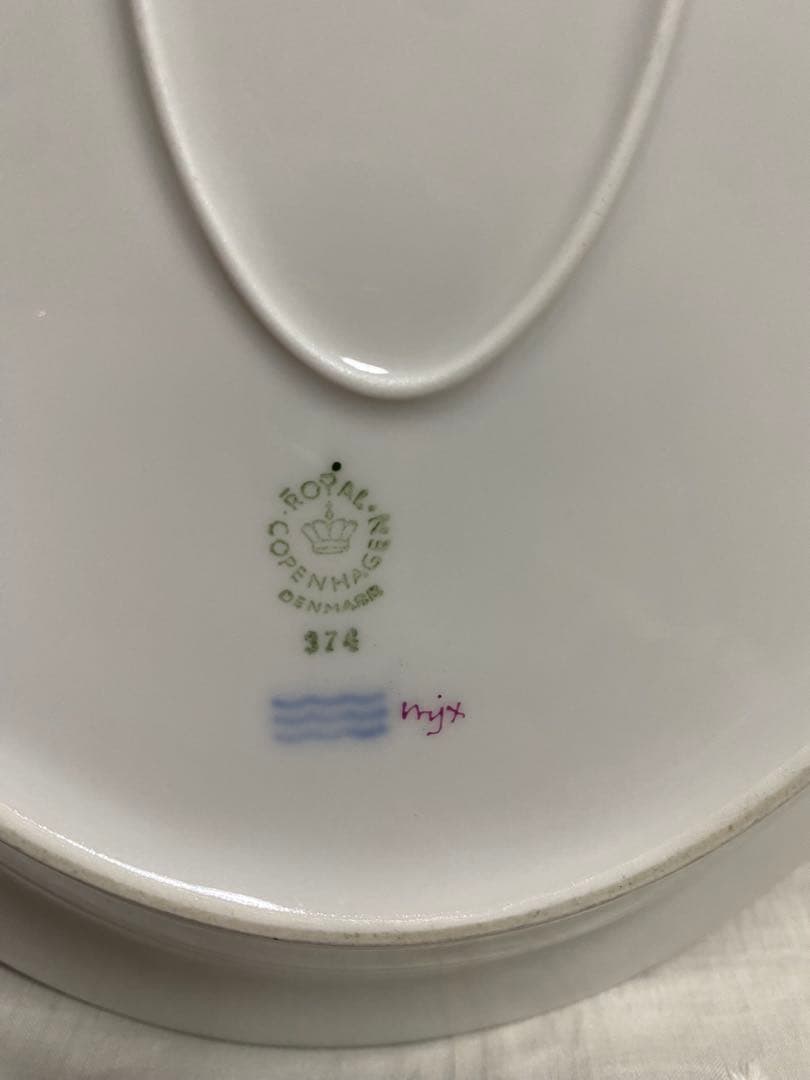 ROYAL
COPENHAGEN
DENMARK
374
mjx